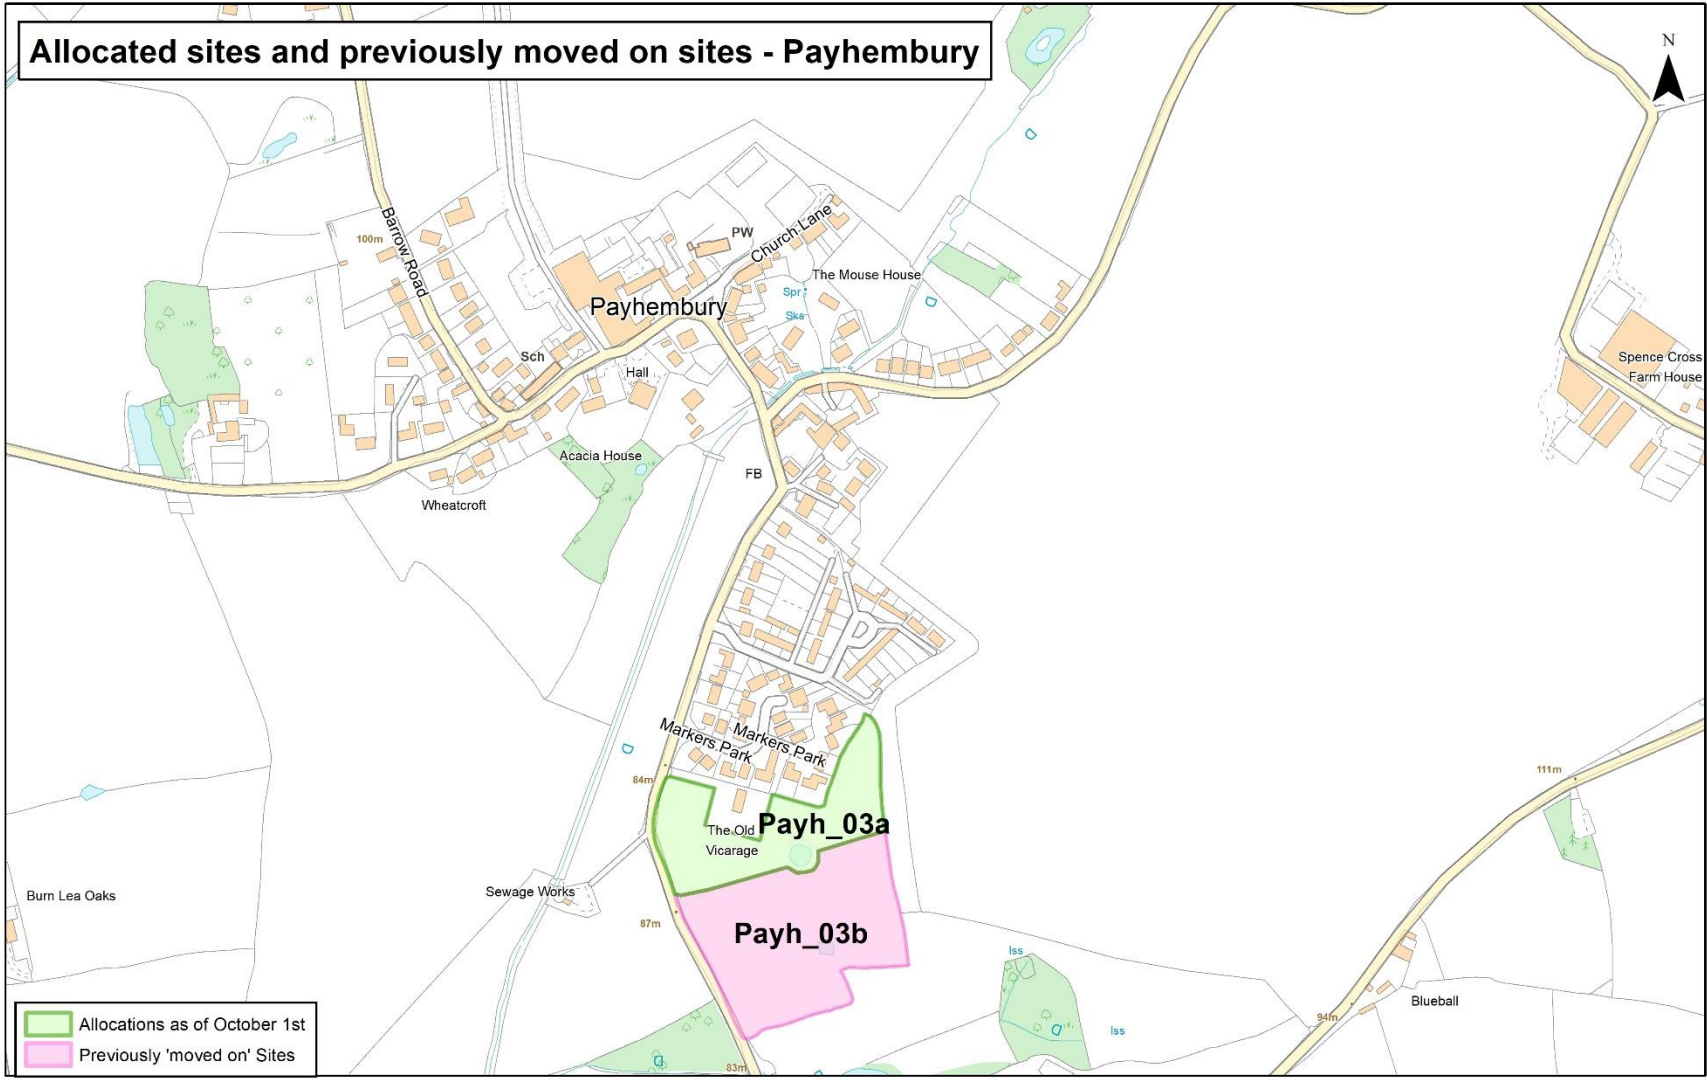 Allocated sites and previously moved on sites - Payhembury
N
Barrow Road
100m
PW
Church Lane
The Mouse House
Spr
Sks
D
D
Payhembury
Sch
Hall
Spence Cross
Farm House
Acacia House
FB
Wheatcroft
Markers Park
Markers Park
D
84m
111m
Payh_03a
The Old
Vicarage
Sewage Works
Burn Lea Oaks
87m
Payh_03b
Iss
Iss
Blueball
94m
83m
Allocations as of October 1st
Previously 'moved on' Sites